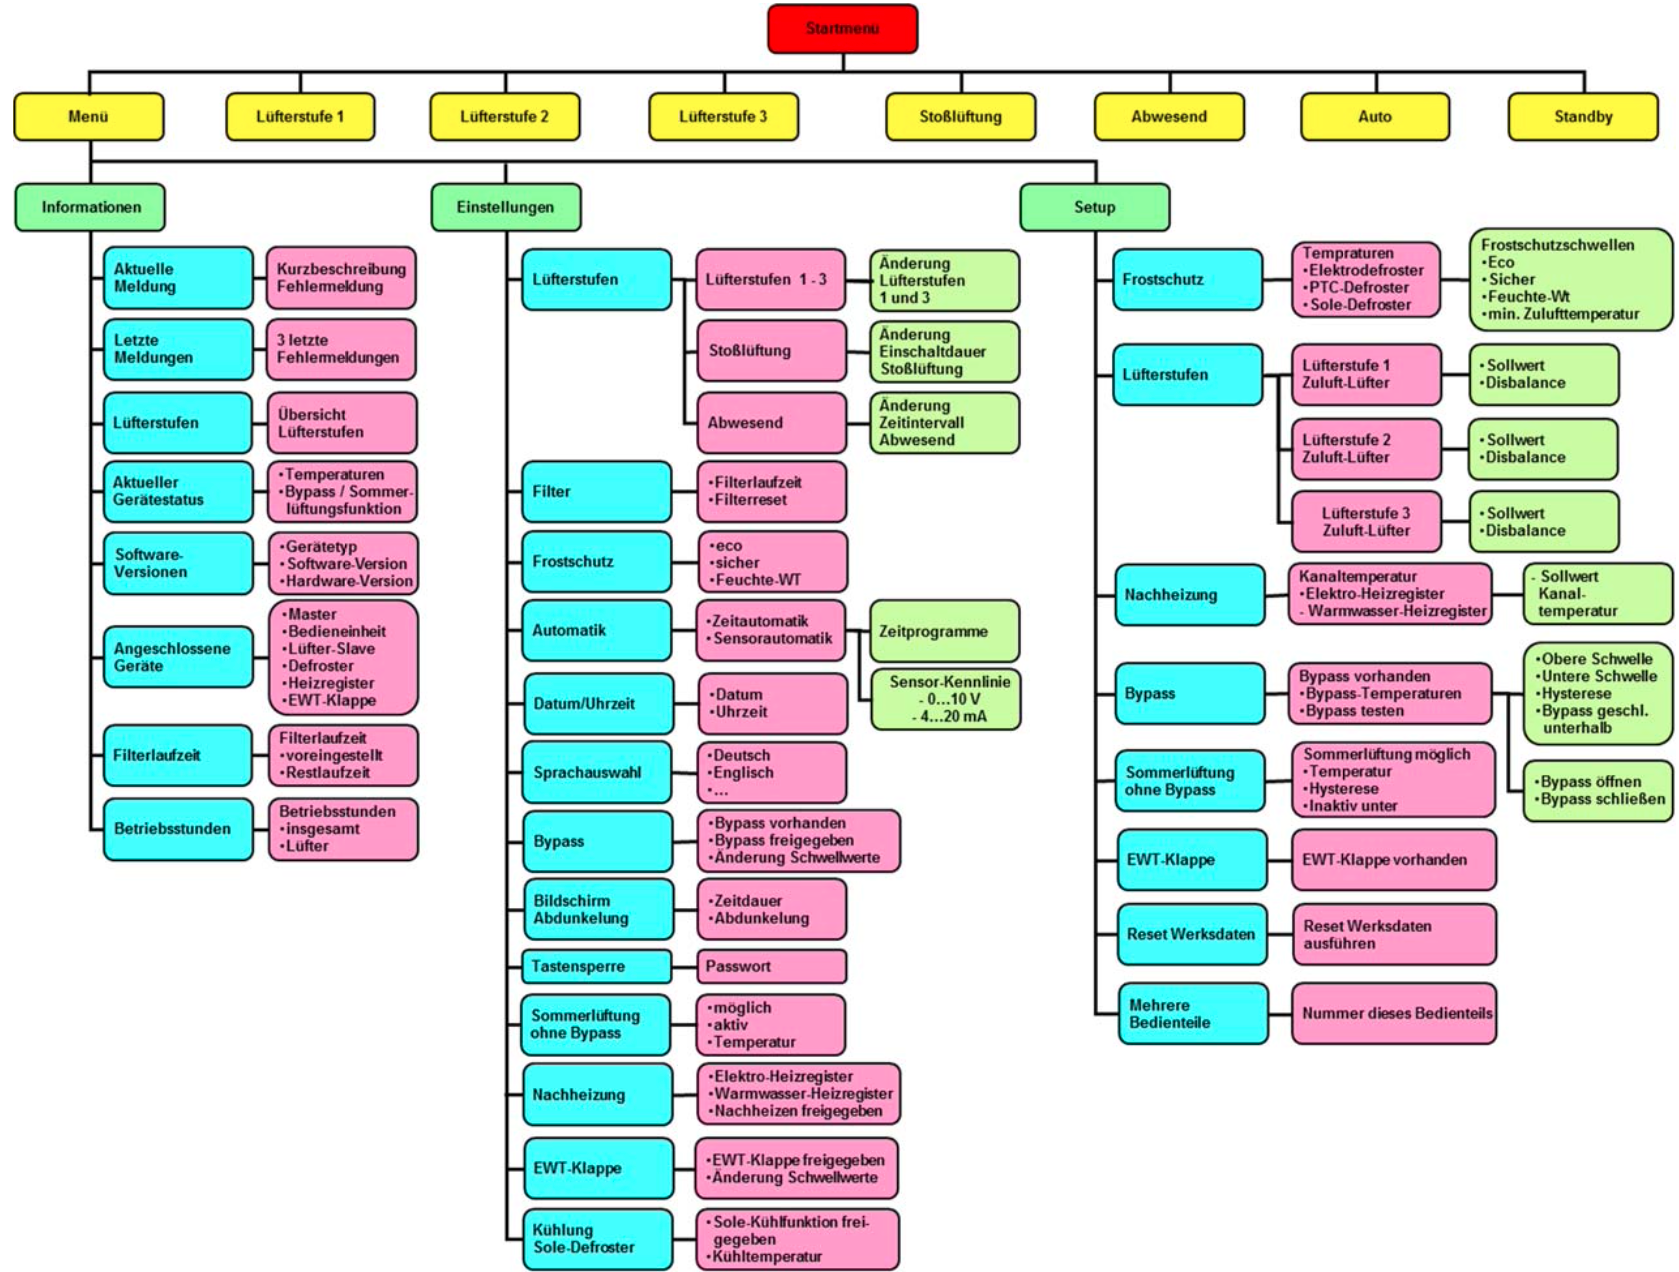 Startmenü
Menü
Lüfterstufe 1
Lüfterstufe 2
Lüfterstufe 3
Stoßlüftung
Abwesend
Auto
Standby
Informationen
Einstellungen
Setup
Aktuelle
Meldung
Kurzbeschreibung
Fehlermeldung
Letzte
Meldungen
3 letzte
Fehlermeldungen
Lüfterstufen
Übersicht
Lüfterstufen
Aktueller
Gerätestatus
•Temperaturen
•Bypass / Sommer-
lüftungsfunktion
Software-
Versionen
•Gerätetyp
•Software-Version
•Hardware-Version
Angeschlossene
Geräte
•Master
•Bedieneinheit
•Lüfter-Slave
•Defroster
•Heizregister
•EWT-Klappe
Filterlaufzeit
Filterlaufzeit
•voreingestellt
•Restlaufzeit
Betriebsstunden
Betriebsstunden
•insgesamt
•Lüfter
Lüfterstufen
Lüfterstufen 1 - 3
Änderung
Lüfterstufen
1 und 3
Stoßlüftung
Änderung
Einschaltdauer
Stoßlüftung
Abwesend
Änderung
Zeitintervall
Abwesend
Filter
•Filterlaufzeit
•Filterreset
Frostschutz
•eco
•sicher
•Feuchte-WT
Automatik
•Zeitautomatik
•Sensorautomatik
Zeitprogramme
Sensor-Kennlinie
- 0...10 V
- 4...20 mA
Datum/Uhrzeit
•Datum
•Uhrzeit
Sprachauswahl
•Deutsch
•Englisch
•...
Bypass
•Bypass vorhanden
•Bypass freigegeben
•Änderung Schwellwerte
Bildschirm
Abdunkelung
•Zeitdauer
•Abdunkelung
Tastensperre
Passwort
Sommerlüftung
ohne Bypass
•möglich
•aktiv
•Temperatur
Nachheizung
•Elektro-Heizregister
•Warmwasser-Heizregister
•Nachheizen freigegeben
EWT-Klappe
•EWT-Klappe freigegeben
•Änderung Schwellwerte
Kühlung
Sole-Defroster
•Sole-Kühlfunktion frei-
gegeben
•Kühltemperatur
Frostschutz
Tempraturen
•Elektrodefroster
•PTC-Defroster
•Sole-Defroster
Frostschutzschwellen
•Eco
•Sicher
•Feuchte-Wt
•min. Zulufttemperatur
Lüfterstufen
Lüfterstufe 1
Zuluft-Lüfter
•Sollwert
•Disbalance
Lüfterstufe 2
Zuluft-Lüfter
•Sollwert
•Disbalance
Lüfterstufe 3
Zuluft-Lüfter
•Sollwert
•Disbalance
Nachheizung
Kanaltemperatur
•Elektro-Heizregister
- Warmwasser-Heizregister
- Sollwert
Kanal-
temperatur
Bypass
Bypass vorhanden
•Bypass-Temperaturen
•Bypass testen
•Obere Schwelle
•Untere Schwelle
•Hysterese
•Bypass geschl.
unterhalb
•Bypass öffnen
•Bypass schließen
Sommerlüftung
ohne Bypass
Sommerlüftung möglich
•Temperatur
•Hysterese
•Inaktiv unter
EWT-Klappe
EWT-Klappe vorhanden
Reset Werksdaten
Reset Werksdaten
ausführen
Mehrere
Bedienteile
Nummer dieses Bedienteils